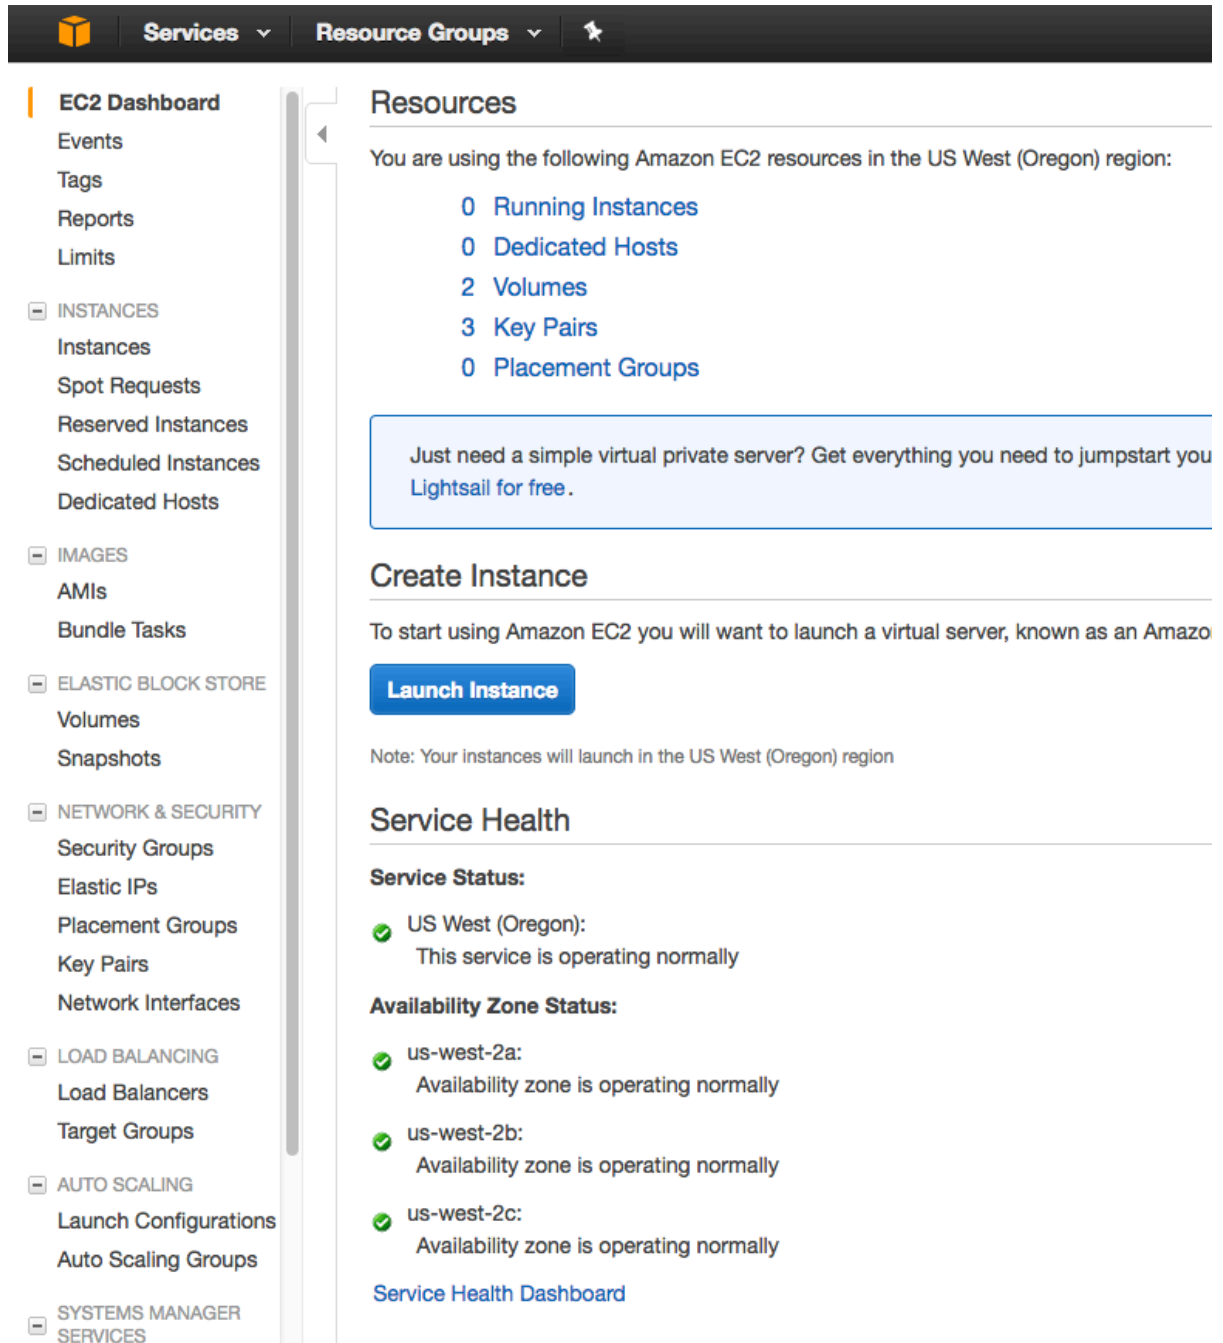 Services
Resource Groups
EC2 Dashboard
Events
Tags
Reports
Limits
INSTANCES
Instances
Spot Requests
Reserved Instances
Scheduled Instances
Dedicated Hosts
IMAGES
AMIs
Bundle Tasks
ELASTIC BLOCK STORE
Volumes
Snapshots
NETWORK & SECURITY
Security Groups
Elastic IPs
Placement Groups
Key Pairs
Network Interfaces
LOAD BALANCING
Load Balancers
Target Groups
AUTO SCALING
Launch Configurations
Auto Scaling Groups
SYSTEMS MANAGER
SERVICES
Resources
You are using the following Amazon EC2 resources in the US West (Oregon) region:
0 Running Instances
0 Dedicated Hosts
2 Volumes
3 Key Pairs
0 Placement Groups
Just need a simple virtual private server? Get everything you need to jumpstart you
Lightsail for free.
Create Instance
To start using Amazon EC2 you will want to launch a virtual server, known as an Amazo
Launch Instance
Note: Your instances will launch in the US West (Oregon) region
Service Health
Service Status:
US West (Oregon):
This service is operating normally
Availability Zone Status:
us-west-2a:
Availability zone is operating normally
us-west-2b:
Availability zone is operating normally
us-west-2c:
Availability zone is operating normally
Service Health Dashboard